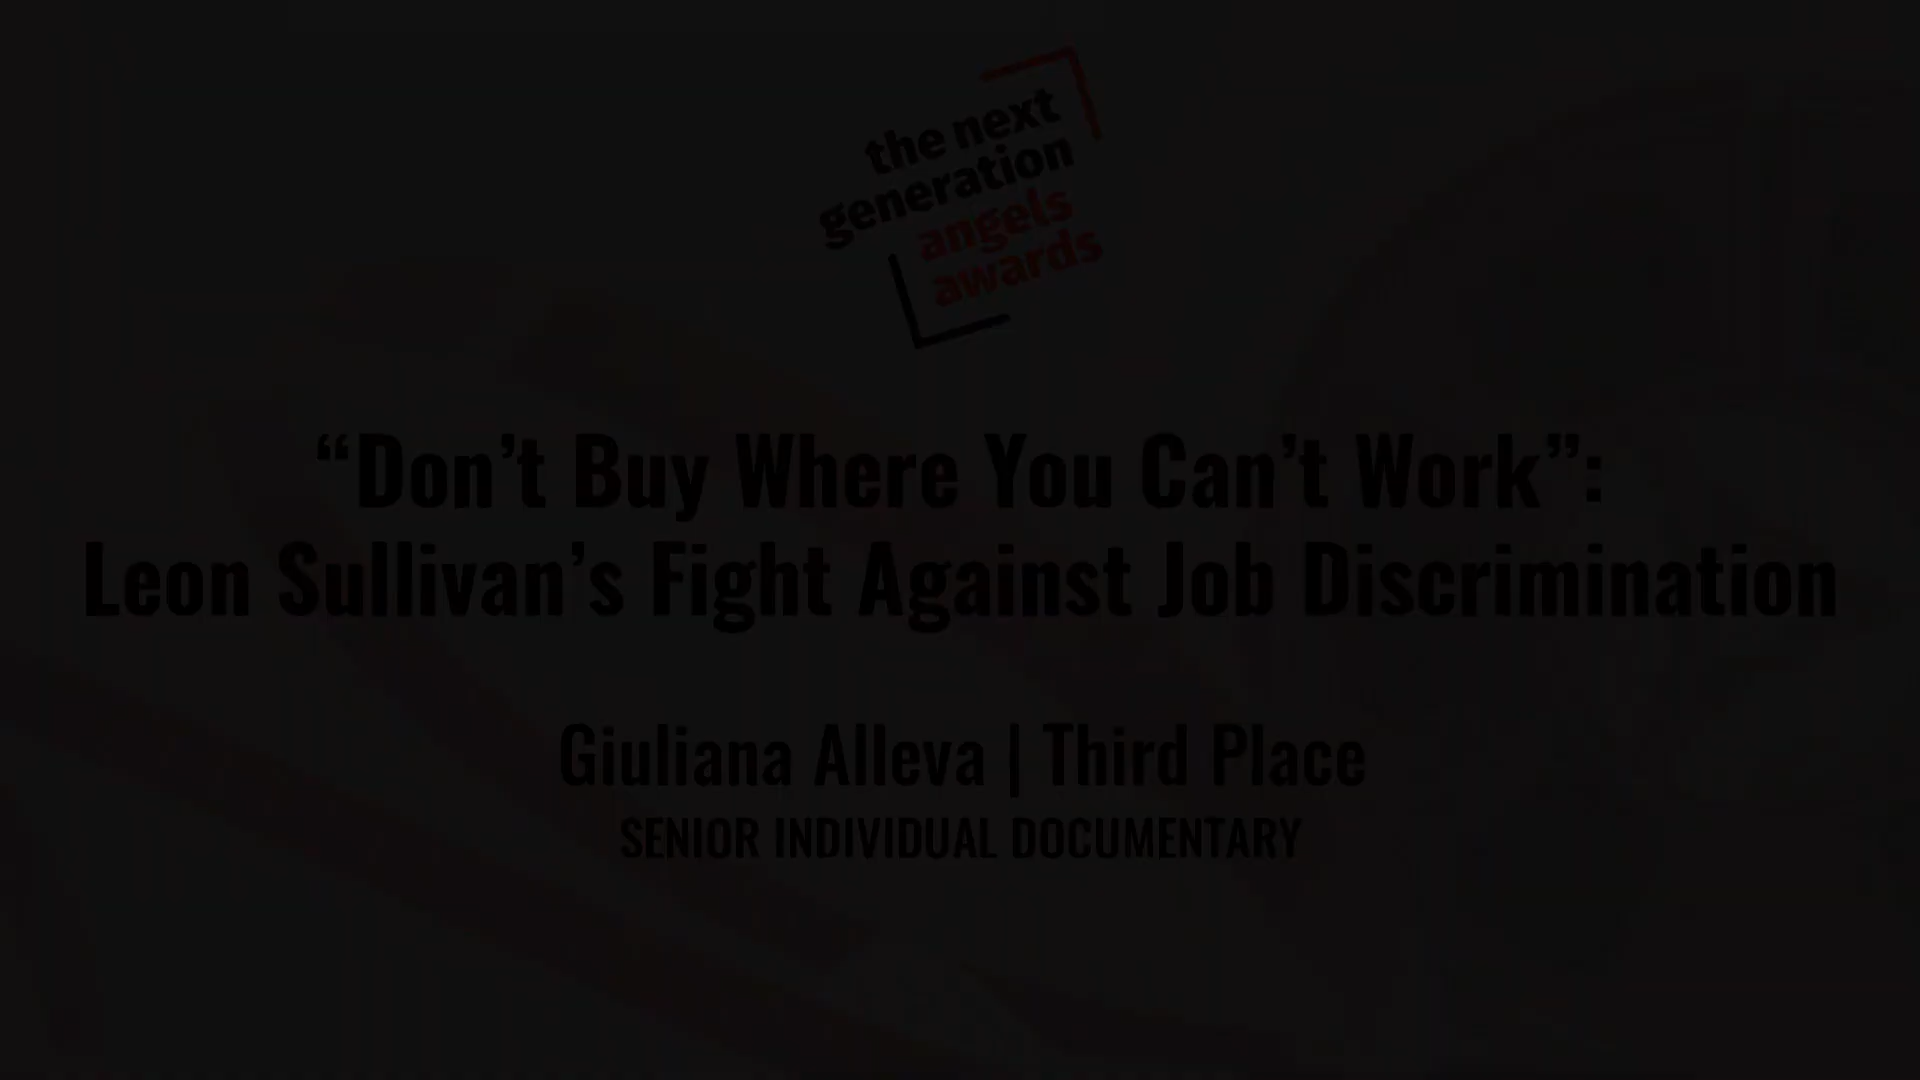 the next
generation
angels
awards
“Don’t Buy Where You Can’t Work”:
Leon Sullivan’s Fight Against Job Discrimination
Giuliana Alleva | Third Place
SENIOR INDIVIDUAL DOCUMENTARY